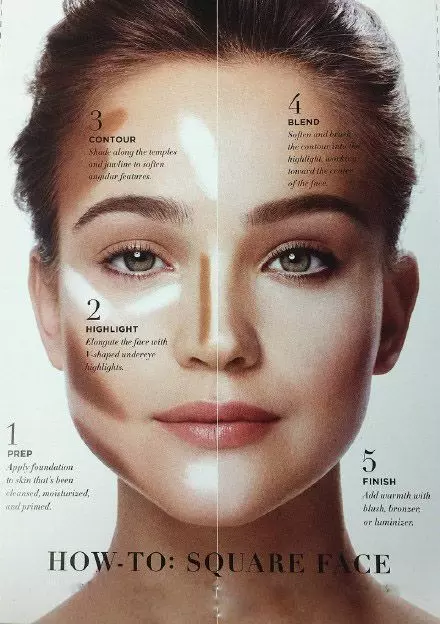 1
PREP
Apply foundation
to skin that's been
cleansed, moisturized,
and primed.
2
HIGHLIGHT
Elongate the face with
V-shaped undereye
highlights.
3
CONTOUR
Shade along the temples
and jawline to soften
angular features.
4
BLEND
Soften and brush
the contour into the
highlight, working
toward the center
of the face.
5
FINISH
Add warmth with
blush, bronzer,
or luminizer.
HOW-TO: SQUARE FACE